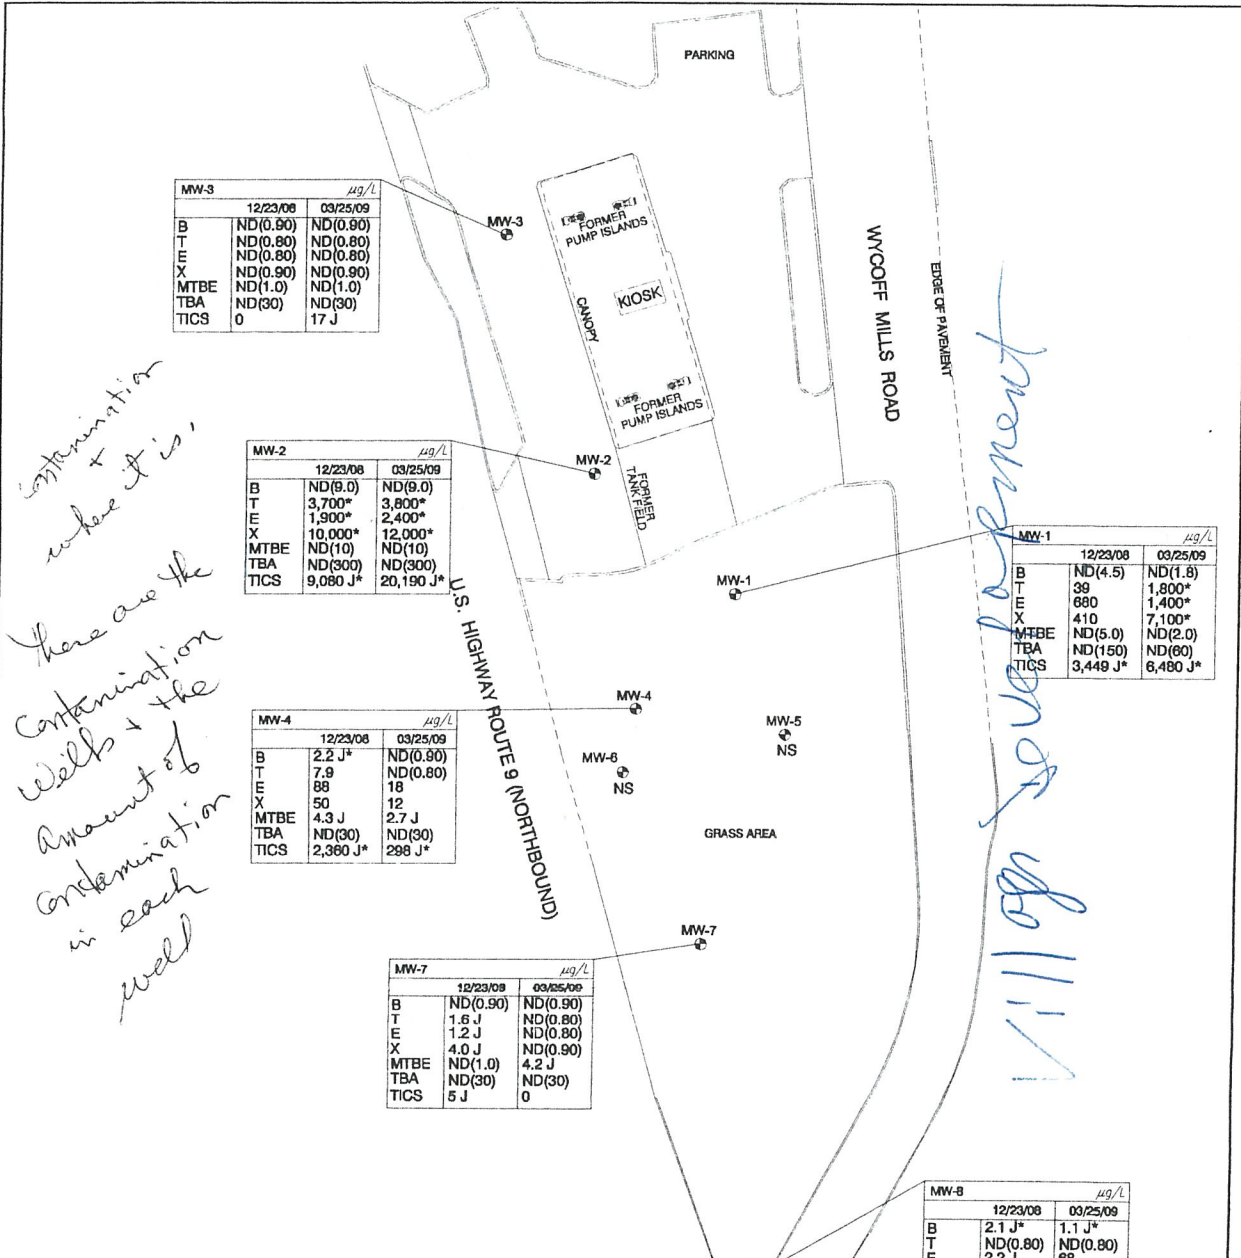 PARKING
MW-3 µg/L
12/23/08 03/25/09
B ND(0.90) ND(0.90)
T ND(0.80) ND(0.80)
E ND(0.80) ND(0.80)
X ND(0.90) ND(0.90)
MTBE ND(1.0) ND(1.0)
TBA ND(30) ND(30)
TICS 0 17 J
MW-3
FORMER
PUMP ISLANDS
KIOSK
CANOPY
FORMER
PUMP ISLANDS
WYCOFF MILLS ROAD
EDGE OF PAVEMENT
contamination
+
where it is,
MW-2 µg/L
12/23/08 03/25/09
B ND(9.0) ND(9.0)
T 3,700* 3,800*
E 1,900* 2,400*
X 10,000* 12,000*
MTBE ND(10) ND(10)
TBA ND(300) ND(300)
TICS 9,080 J* 20,190 J*
MW-2
FORMER
TANK FIELD
MW-1
MW-1 µg/L
12/23/08 03/25/09
B ND(4.5) ND(1.8)
T 39 1,800*
E 680 1,400*
X 410 7,100*
MTBE ND(5.0) ND(2.0)
TBA ND(150) ND(60)
TICS 3,449 J* 6,480 J*
U.S. HIGHWAY ROUTE 9 (NORTHBOUND)
these are the
Contamination
Wells + the
amount of
contamination
in each
well
MW-4 µg/L
12/23/08 03/25/09
B 2.2 J* ND(0.90)
T 7.9 ND(0.80)
E 88 18
X 50 12
MTBE 4.3 J 2.7 J
TBA ND(30) ND(30)
TICS 2,360 J* 298 J*
MW-4
MW-5
NS
MW-6
NS
GRASS AREA
Village Development
MW-7
MW-7 µg/L
12/23/08 03/25/09
B ND(0.90) ND(0.90)
T 1.6 J ND(0.80)
E 1.2 J ND(0.80)
X 4.0 J ND(0.90)
MTBE ND(1.0) 4.2 J
TBA ND(30) ND(30)
TICS 5 J 0
MW-8 µg/L
12/23/08 03/25/09
B 2.1 J* 1.1 J*
T ND(0.80) ND(0.80)